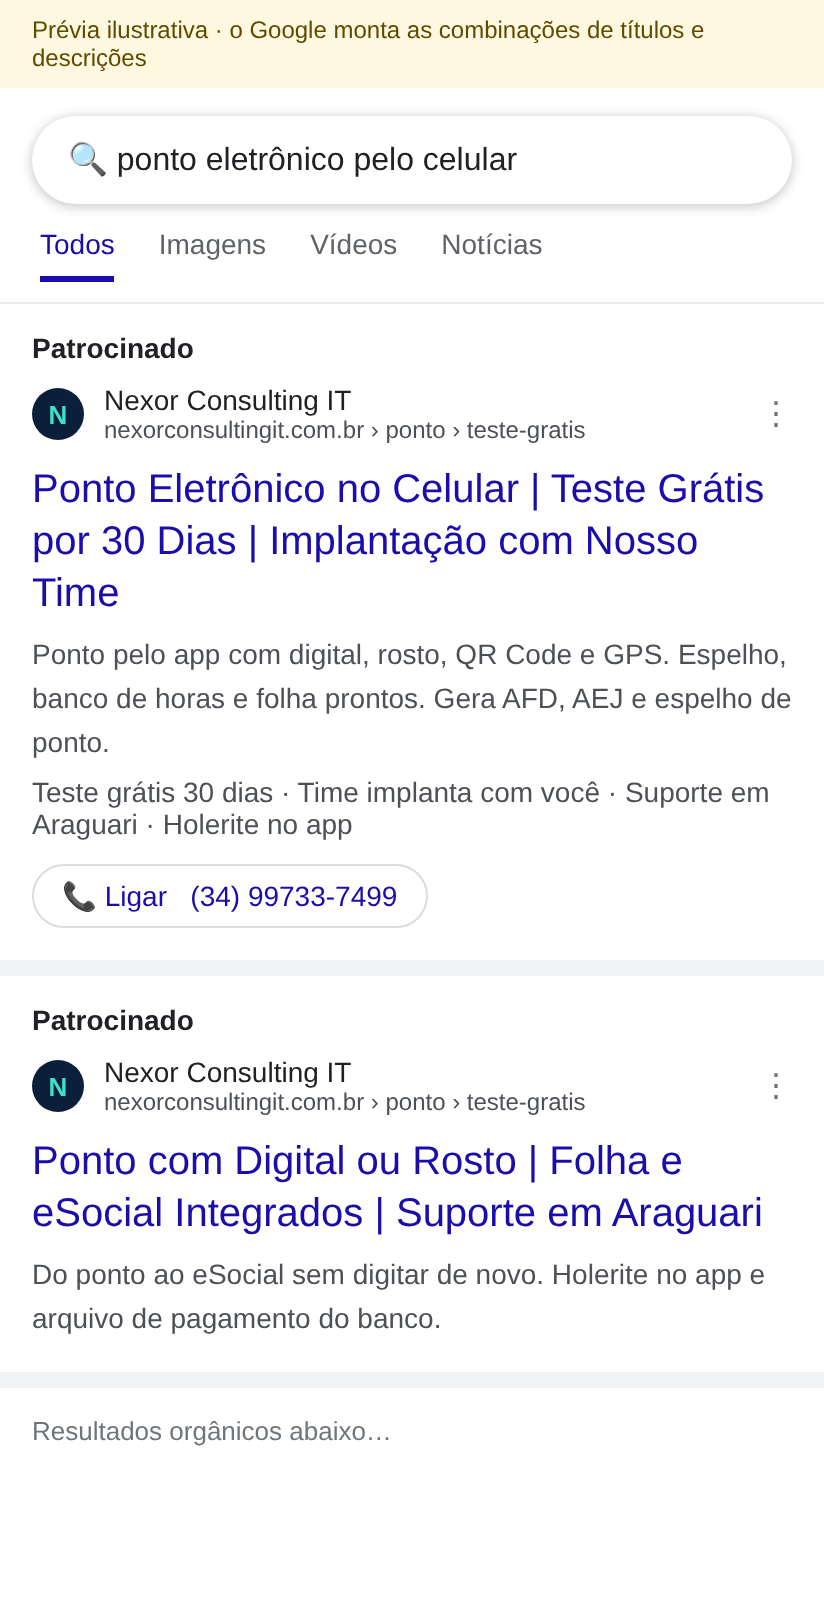 Prévia ilustrativa · o Google monta as combinações de títulos e
descrições
🔍 ponto eletrônico pelo celular
Todos Imagens Vídeos Notícias
Patrocinado
N
Nexor Consulting IT
nexorconsultingit.com.br › ponto › teste-gratis
⋮
Ponto Eletrônico no Celular | Teste Grátis
por 30 Dias | Implantação com Nosso
Time
Ponto pelo app com digital, rosto, QR Code e GPS. Espelho,
banco de horas e folha prontos. Gera AFD, AEJ e espelho de
ponto.
Teste grátis 30 dias · Time implanta com você · Suporte em
Araguari · Holerite no app
📞 Ligar (34) 99733-7499
Patrocinado
N
Nexor Consulting IT
nexorconsultingit.com.br › ponto › teste-gratis
⋮
Ponto com Digital ou Rosto | Folha e
eSocial Integrados | Suporte em Araguari
Do ponto ao eSocial sem digitar de novo. Holerite no app e
arquivo de pagamento do banco.
Resultados orgânicos abaixo…